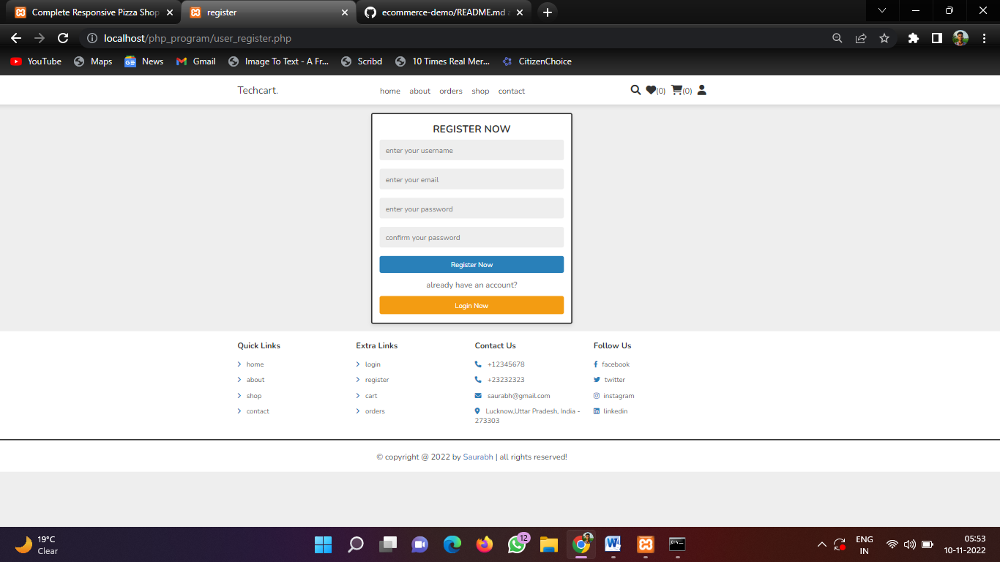 Complete Responsive Pizza Shop
register
ecommerce-demo/README.md
localhost/php_program/user_register.php
YouTube
Maps
News
Gmail
Image To Text - A Fr...
Scribd
10 Times Real Mer...
CitizenChoice
Techcart.
home about orders shop contact
(0) (0)
REGISTER NOW
enter your username
enter your email
enter your password
confirm your password
Register Now
already have an account?
Login Now
Quick Links
home
about
shop
contact
Extra Links
login
register
cart
orders
Contact Us
+12345678
+23232323
saurabh@gmail.com
Lucknow,Uttar Pradesh, India -
273303
Follow Us
facebook
twitter
instagram
linkedin
© copyright @ 2022 by Saurabh | all rights reserved!
19°C
Clear
12
ENG
IN
05:53
10-11-2022